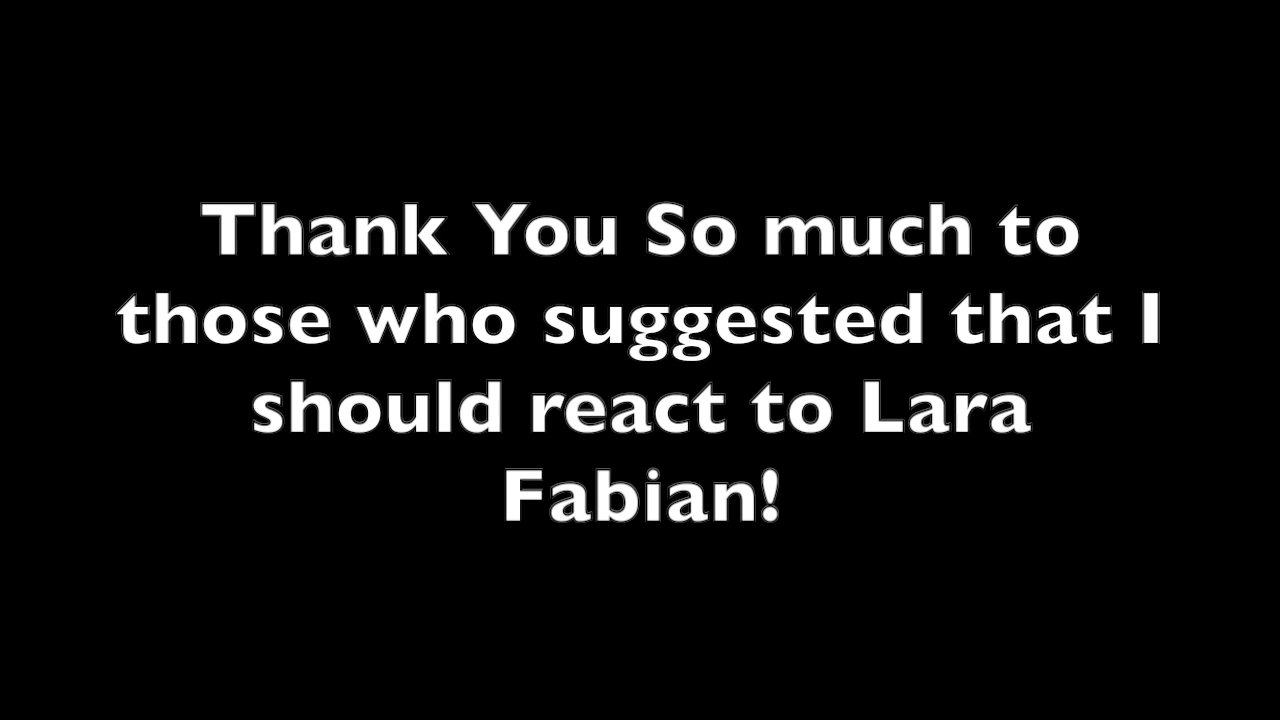 Thank You So much to
those who suggested that I
should react to Lara
Fabian!